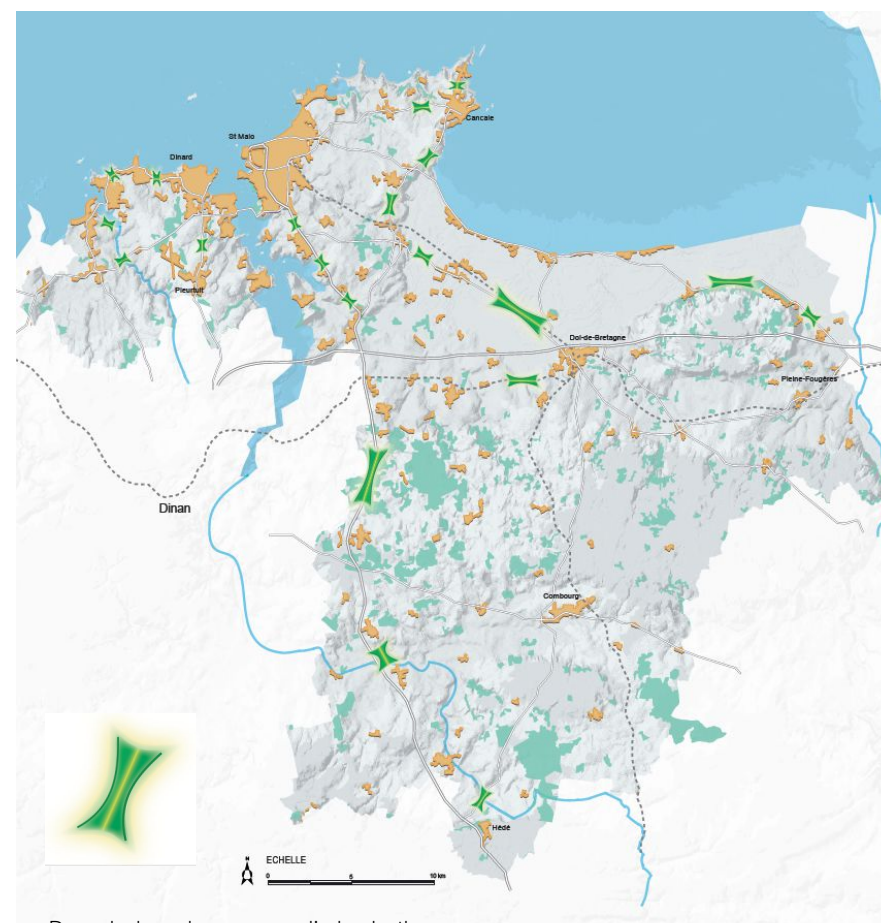 Cancale
St Malo
Dinard
Pleurtuit
Dol-de-Bretagne
Pleine-Fougères
Dinan
Combourg
Hédé
N
ECHELLE
0 5 10 km